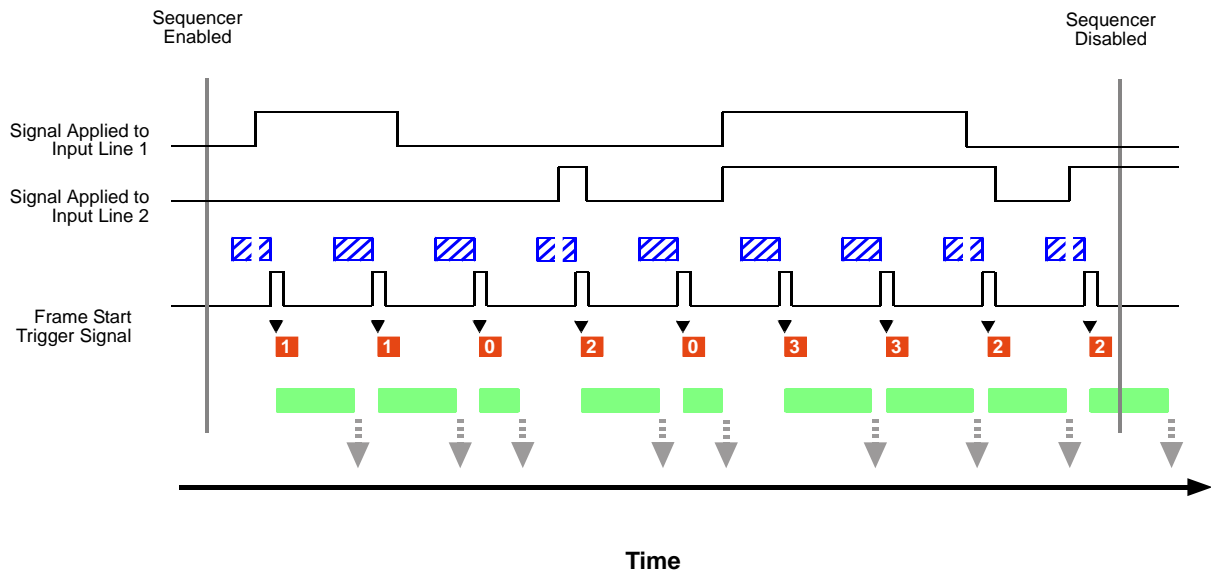 Sequencer
Enabled
Sequencer
Disabled
Signal Applied to
Input Line 1
Signal Applied to
Input Line 2
Frame Start
Trigger Signal
1 1 0 2 0 3 3 2 2
Time